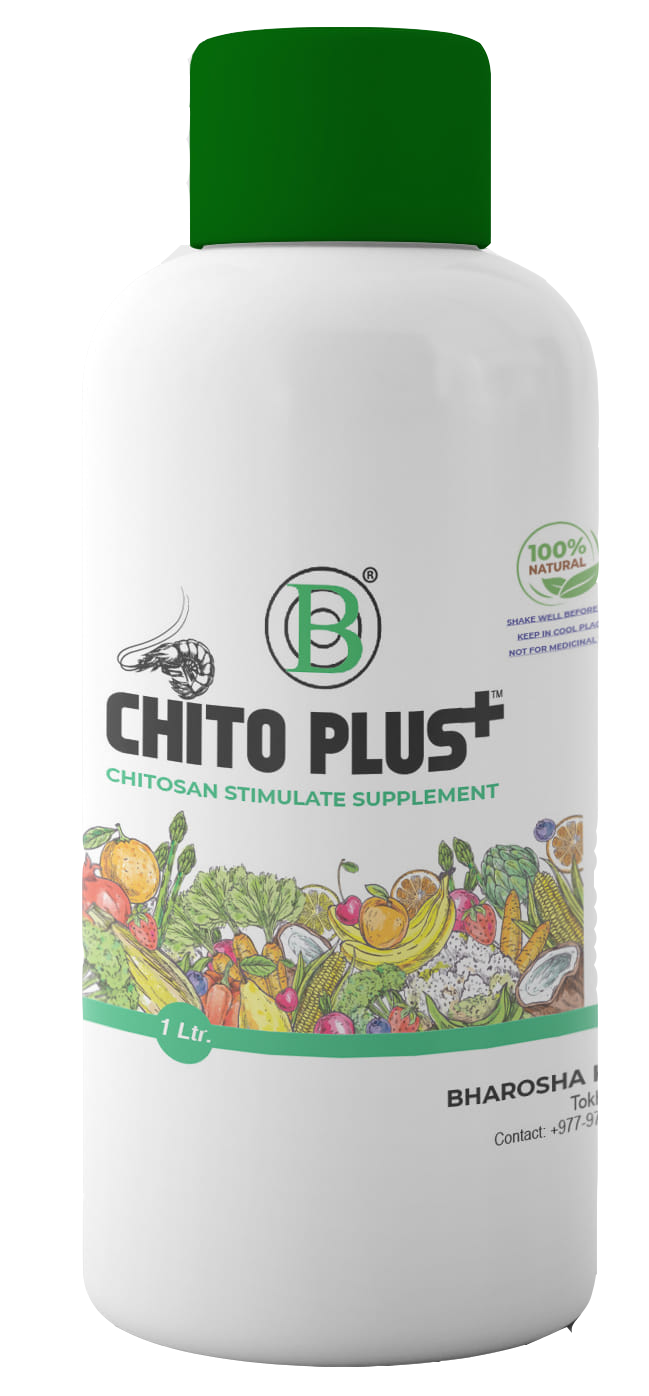 100%
NATURAL
SHAKE WELL BEFORE
KEEP IN COOL
NOT FOR MEDICINAL
B®
CHITO PLUS+™
CHITOSAN STIMULATE SUPPLEMENT
1 Ltr.
BHAROSHA
Contact: +977-97